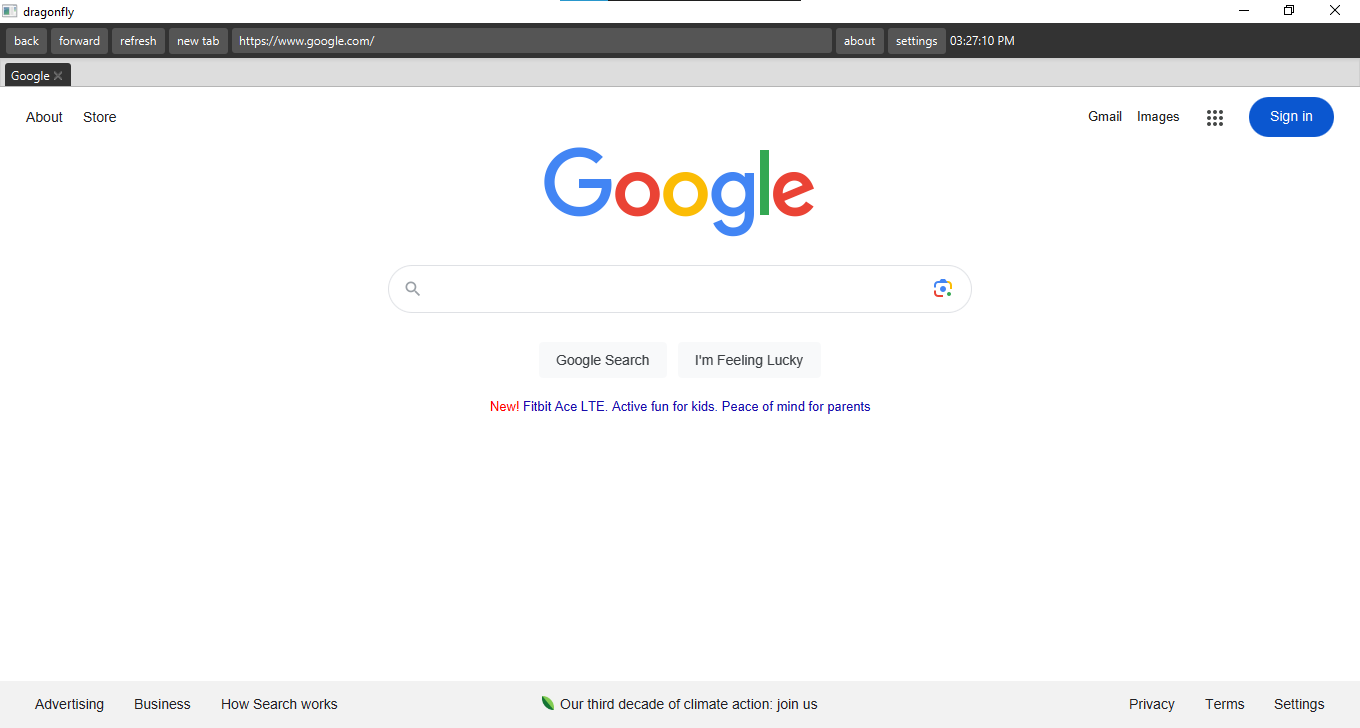 dragonfly
back forward refresh new tab https://www.google.com/ about settings 03:27:10 PM
Google
About Store Gmail Images Sign in
Google
Google Search I'm Feeling Lucky
New! Fitbit Ace LTE. Active fun for kids. Peace of mind for parents
Advertising Business How Search works Our third decade of climate action: join us Privacy Terms Settings